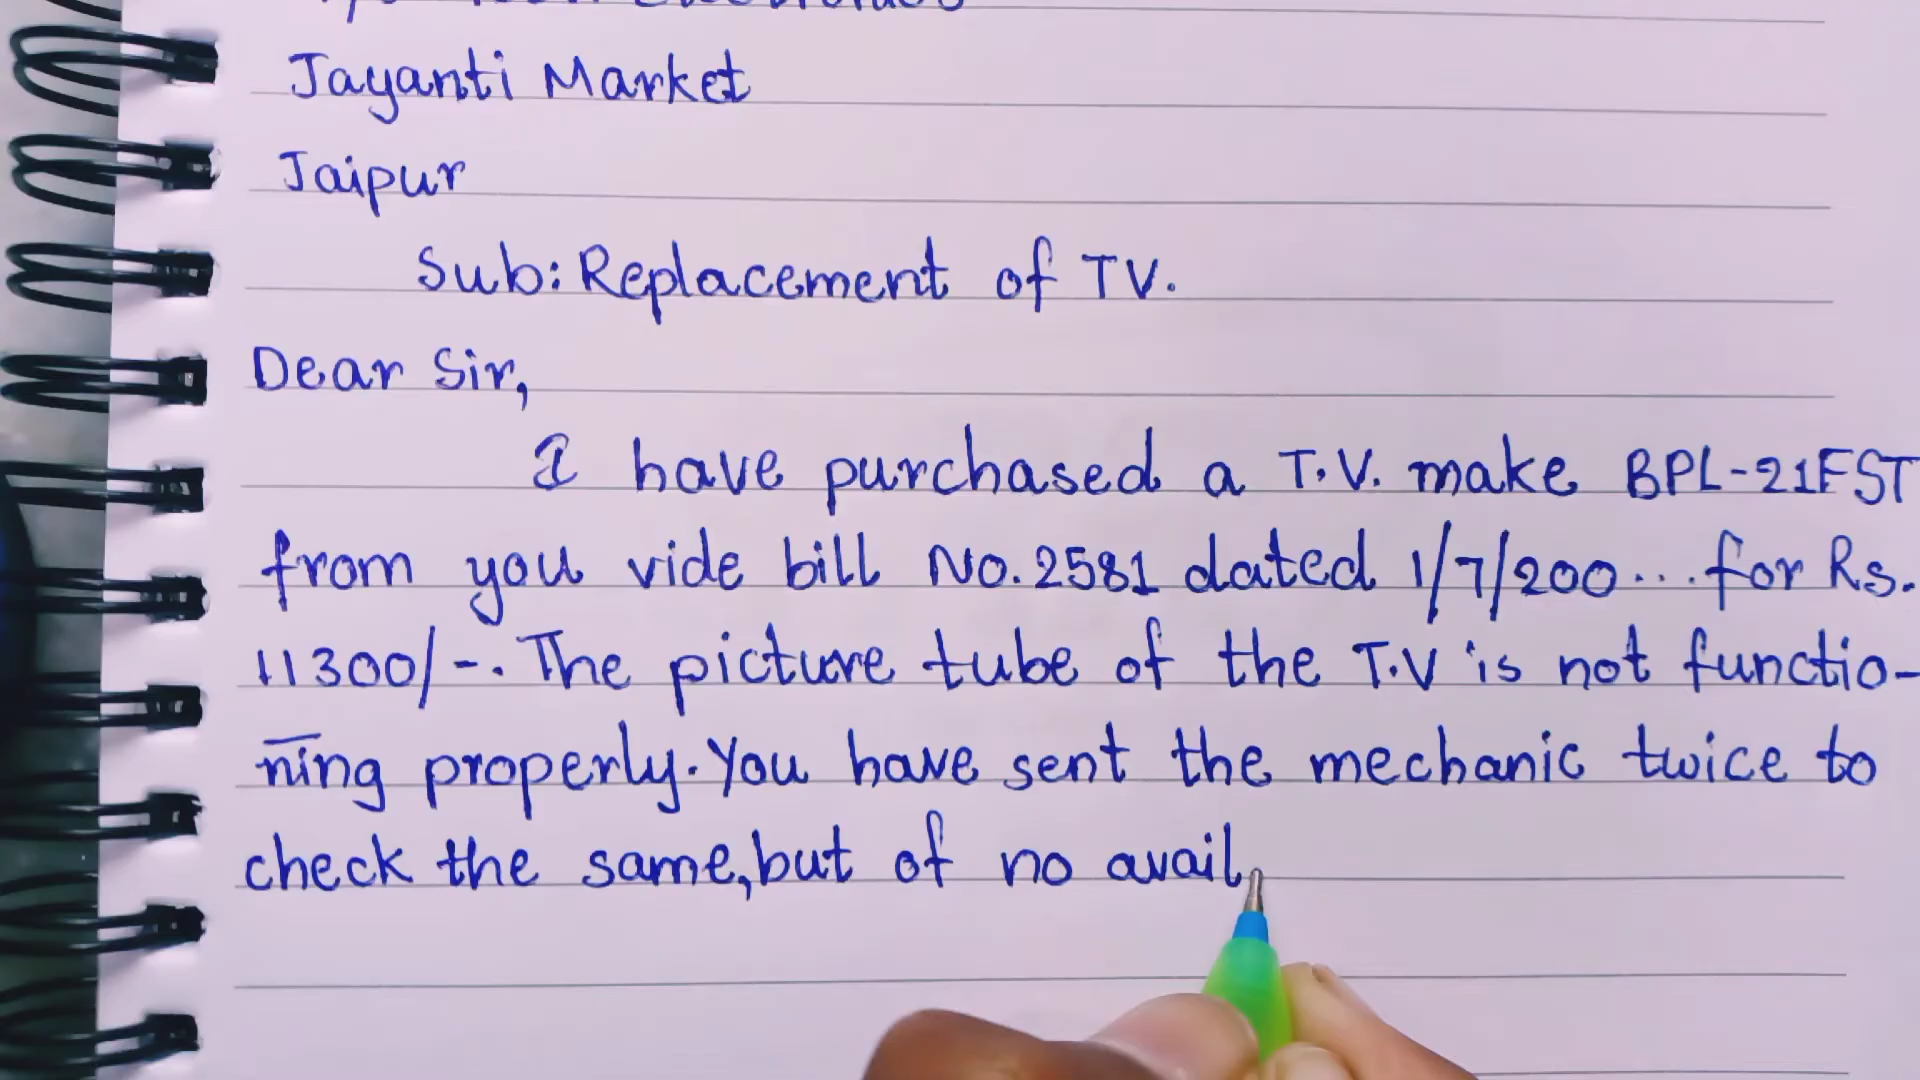 Jayanti Market
Jaipur
Sub: Replacement of TV.
Dear Sir,
I have purchased a T.V. make BPL-21FST
from you vide bill No. 2581 dated 1/7/200... for Rs.
11300/-. The picture tube of the T.V is not functio-
ning properly. You have sent the mechanic twice to
check the same, but of no avail.